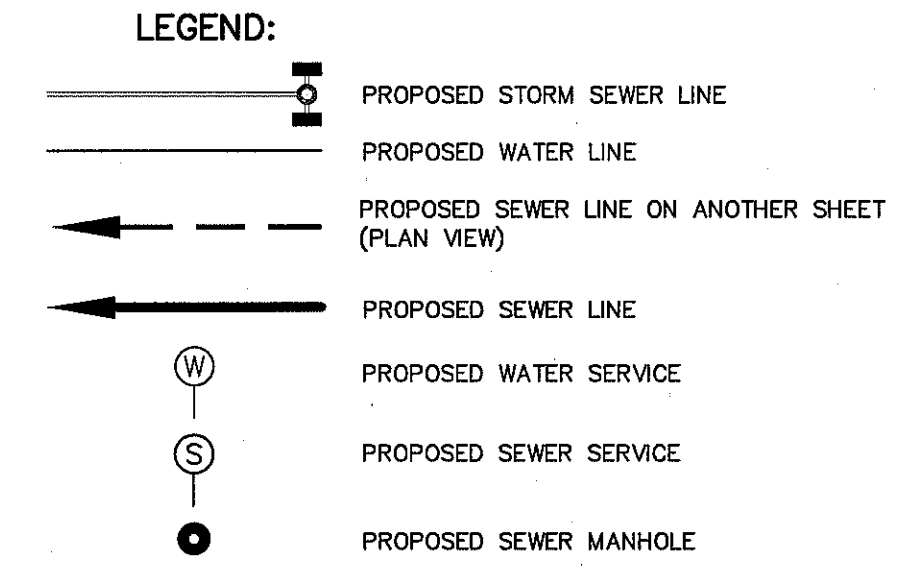 LEGEND:
PROPOSED STORM SEWER LINE
PROPOSED WATER LINE
PROPOSED SEWER LINE ON ANOTHER SHEET
(PLAN VIEW)
PROPOSED SEWER LINE
W
PROPOSED WATER SERVICE
S
PROPOSED SEWER SERVICE
PROPOSED SEWER MANHOLE